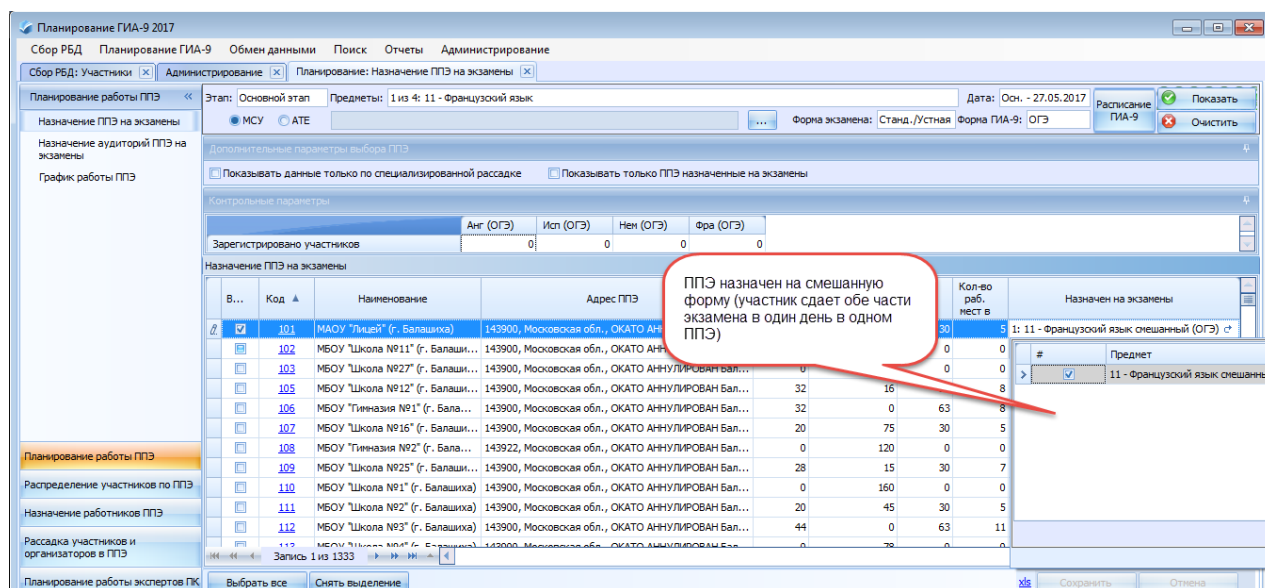 Планирование ГИА-9 2017
Сбор РБД Планирование ГИА-9 Обмен данными Поиск Отчеты Администрирование
Сбор РБД: Участники Администрирование Планирование: Назначение ППЭ на экзамены
Планирование работы ППЭ «
Назначение ППЭ на экзамены
Назначение аудиторий ППЭ на
экзамены
График работы ППЭ
Планирование работы ППЭ
Распределение участников по ППЭ
Назначение работников ППЭ
Рассадка участников и
организаторов в ППЭ
Планирование работы экспертов ПК
Этап: Основной этап Предметы: 1 из 4: 11 - Французский язык Дата: Осн. - 27.05.2017
МСУ АТЕ ... Форма экзамена: Станд./Устная Форма ГИА-9: ОГЭ
Расписание
ГИА-9
Показать
Очистить
Дополнительные параметры выбора ППЭ
Показывать данные только по специализированной рассадке Показывать только ППЭ назначенные на экзамены
Контрольные параметры
Анг (ОГЭ) Исп (ОГЭ) Нем (ОГЭ) Фра (ОГЭ)
Зарегистрировано участников 0 0 0 0
Назначение ППЭ на экзамены
ППЭ назначен на смешанную
форму (участник сдает обе части
экзамена в один день в одном
ППЭ)
В... Код Наименование Адрес ППЭ
Кол-во
раб.
мест в
Назначен на экзамены
101 МАОУ "Лицей" (г. Балашиха) 143900, Московская обл., ОКАТО 30 5 1: 11 - Французский язык смешанный (ОГЭ)
102 МБОУ "Школа №11" (г. Балаши... 143900, Московская обл., ОКАТО 0 0
103 МБОУ "Школа №27" (г. Балаши... 143900, Московская обл., ОКАТО АННУЛИРОВАН Бал... 0 0 0
105 МБОУ "Школа №12" (г. Балаши... 143900, Московская обл., ОКАТО АННУЛИРОВАН Бал... 32 16 8
106 МБОУ "Гимназия №1" (г. Бала... 143900, Московская обл., ОКАТО АННУЛИРОВАН Бал... 32 0 63 8
107 МБОУ "Школа №16" (г. Балаши... 143900, Московская обл., ОКАТО АННУЛИРОВАН Бал... 20 75 30 5
108 МБОУ "Гимназия №2" (г. Бала... 143922, Московская обл., ОКАТО АННУЛИРОВАН Бал... 0 120 0 0
109 МБОУ "Школа №25" (г. Балаши... 143900, Московская обл., ОКАТО АННУЛИРОВАН Бал... 28 15 30 7
110 МБОУ "Школа №1" (г. Балашиха) 143900, Московская обл., ОКАТО АННУЛИРОВАН Бал... 0 160 0 0
111 МБОУ "Школа №2" (г. Балашиха) 143900, Московская обл., ОКАТО АННУЛИРОВАН Бал... 20 45 30 5
112 МБОУ "Школа №3" (г. Балашиха) 143900, Московская обл., ОКАТО АННУЛИРОВАН Бал... 44 0 63 11
# Предмет
11 - Французский язык смешанны
Запись 1 из 1333
Выбрать все Снять выделение xls Сохранить Отмена